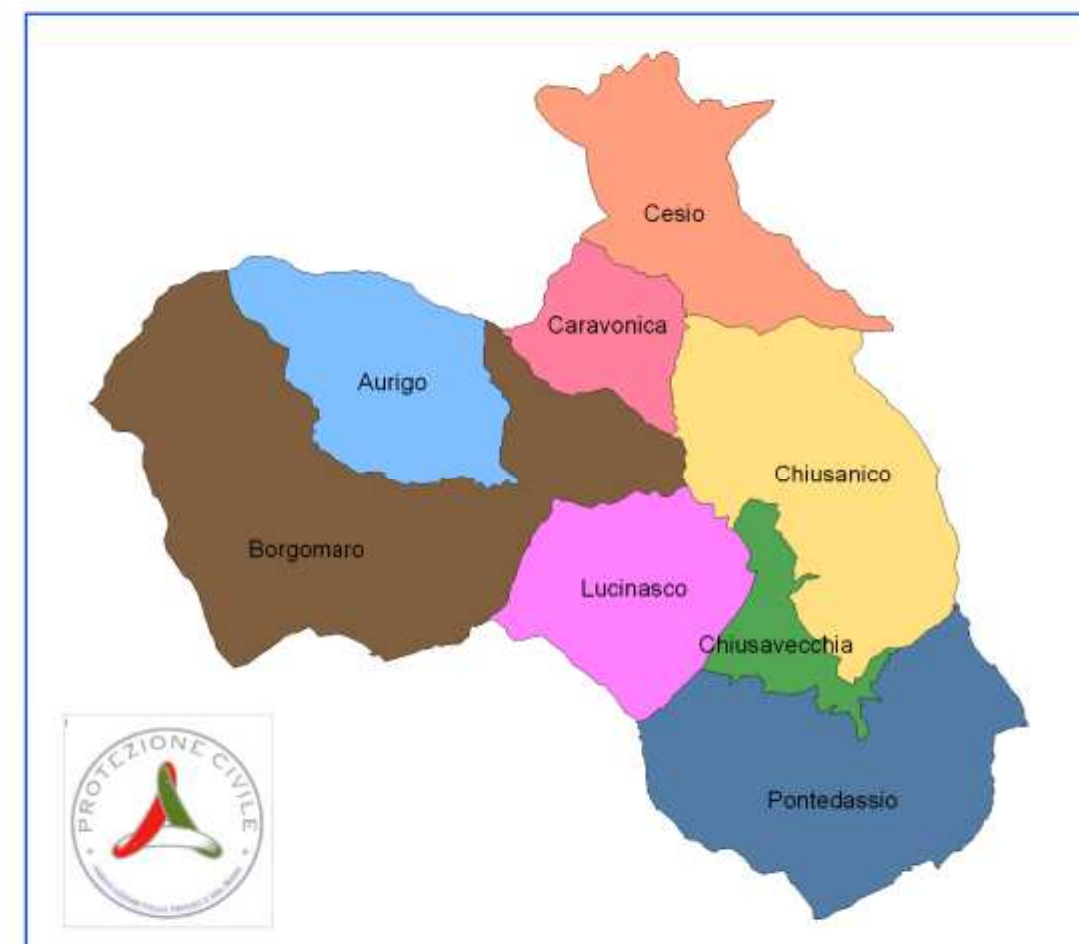 Cesio
Caravonica
Aurigo
Chiusanico
Borgomaro
Lucinasco
Chiusavecchia
Pontedassio
PROTEZIONE CIVILE